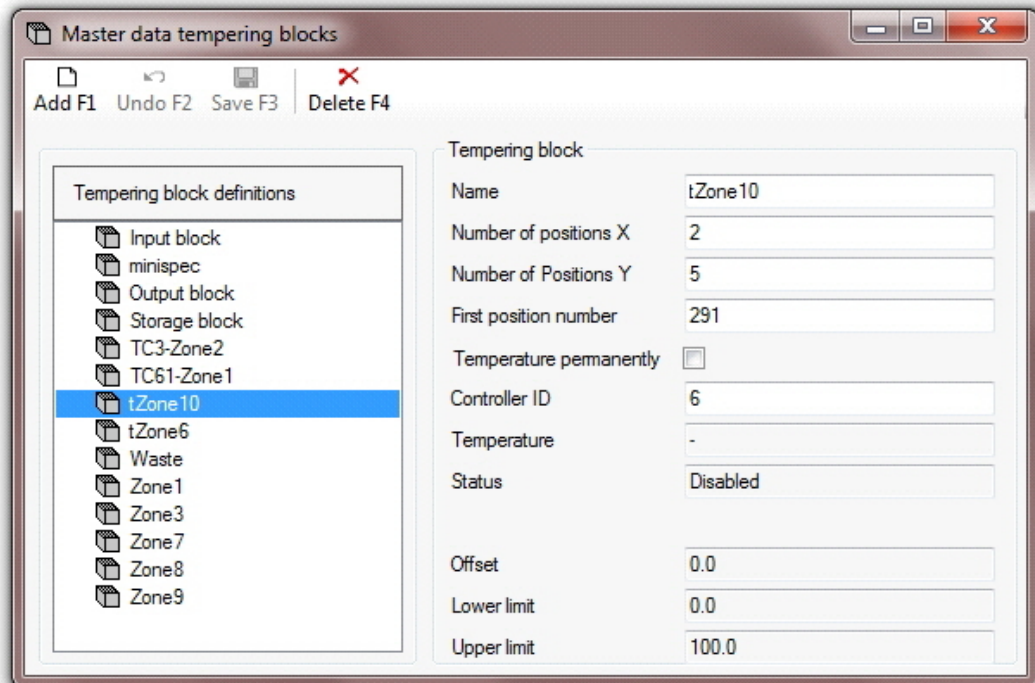 Master data tempering blocks
Add F1 Undo F2 Save F3 Delete F4
Tempering block definitions
Input block
minispec
Output block
Storage block
TC3-Zone2
TC61-Zone1
tZone10
tZone6
Waste
Zone1
Zone3
Zone7
Zone8
Zone9
Tempering block
Name tZone10
Number of positions X 2
Number of Positions Y 5
First position number 291
Temperature permanently
Controller ID 6
Temperature -
Status Disabled
Offset 0.0
Lower limit 0.0
Upper limit 100.0